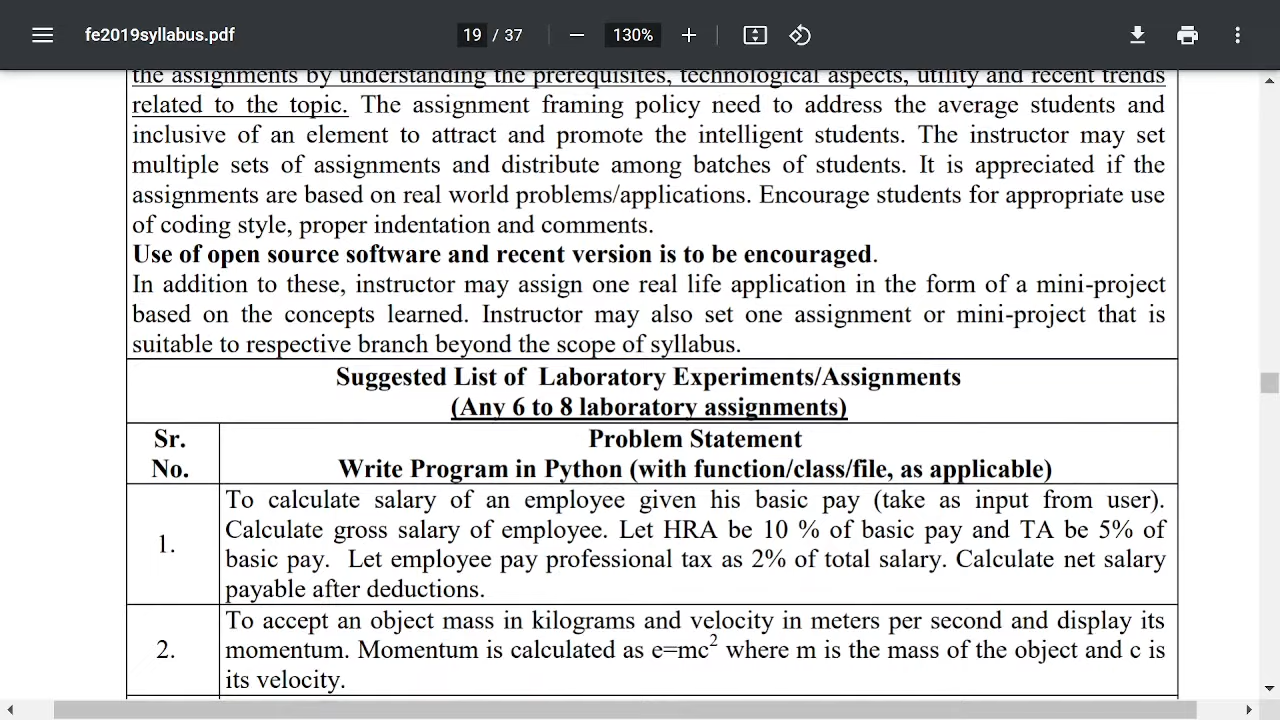 fe2019syllabus.pdf
19 / 37
130%
the assignments by understanding the prerequisites, technological aspects, utility and recent trends
related to the topic. The assignment framing policy need to address the average students and
inclusive of an element to attract and promote the intelligent students. The instructor may set
multiple sets of assignments and distribute among batches of students. It is appreciated if the
assignments are based on real world problems/applications. Encourage students for appropriate use
of coding style, proper indentation and comments.
Use of open source software and recent version is to be encouraged.
In addition to these, instructor may assign one real life application in the form of a mini-project
based on the concepts learned. Instructor may also set one assignment or mini-project that is
suitable to respective branch beyond the scope of syllabus.
Suggested List of Laboratory Experiments/Assignments
(Any 6 to 8 laboratory assignments)
Sr.
No.
Problem Statement
Write Program in Python (with function/class/file, as applicable)
1.
To calculate salary of an employee given his basic pay (take as input from user).
Calculate gross salary of employee. Let HRA be 10 % of basic pay and TA be 5% of
basic pay. Let employee pay professional tax as 2% of total salary. Calculate net salary
payable after deductions.
2.
To accept an object mass in kilograms and velocity in meters per second and display its
momentum. Momentum is calculated as e=mc² where m is the mass of the object and c is
its velocity.